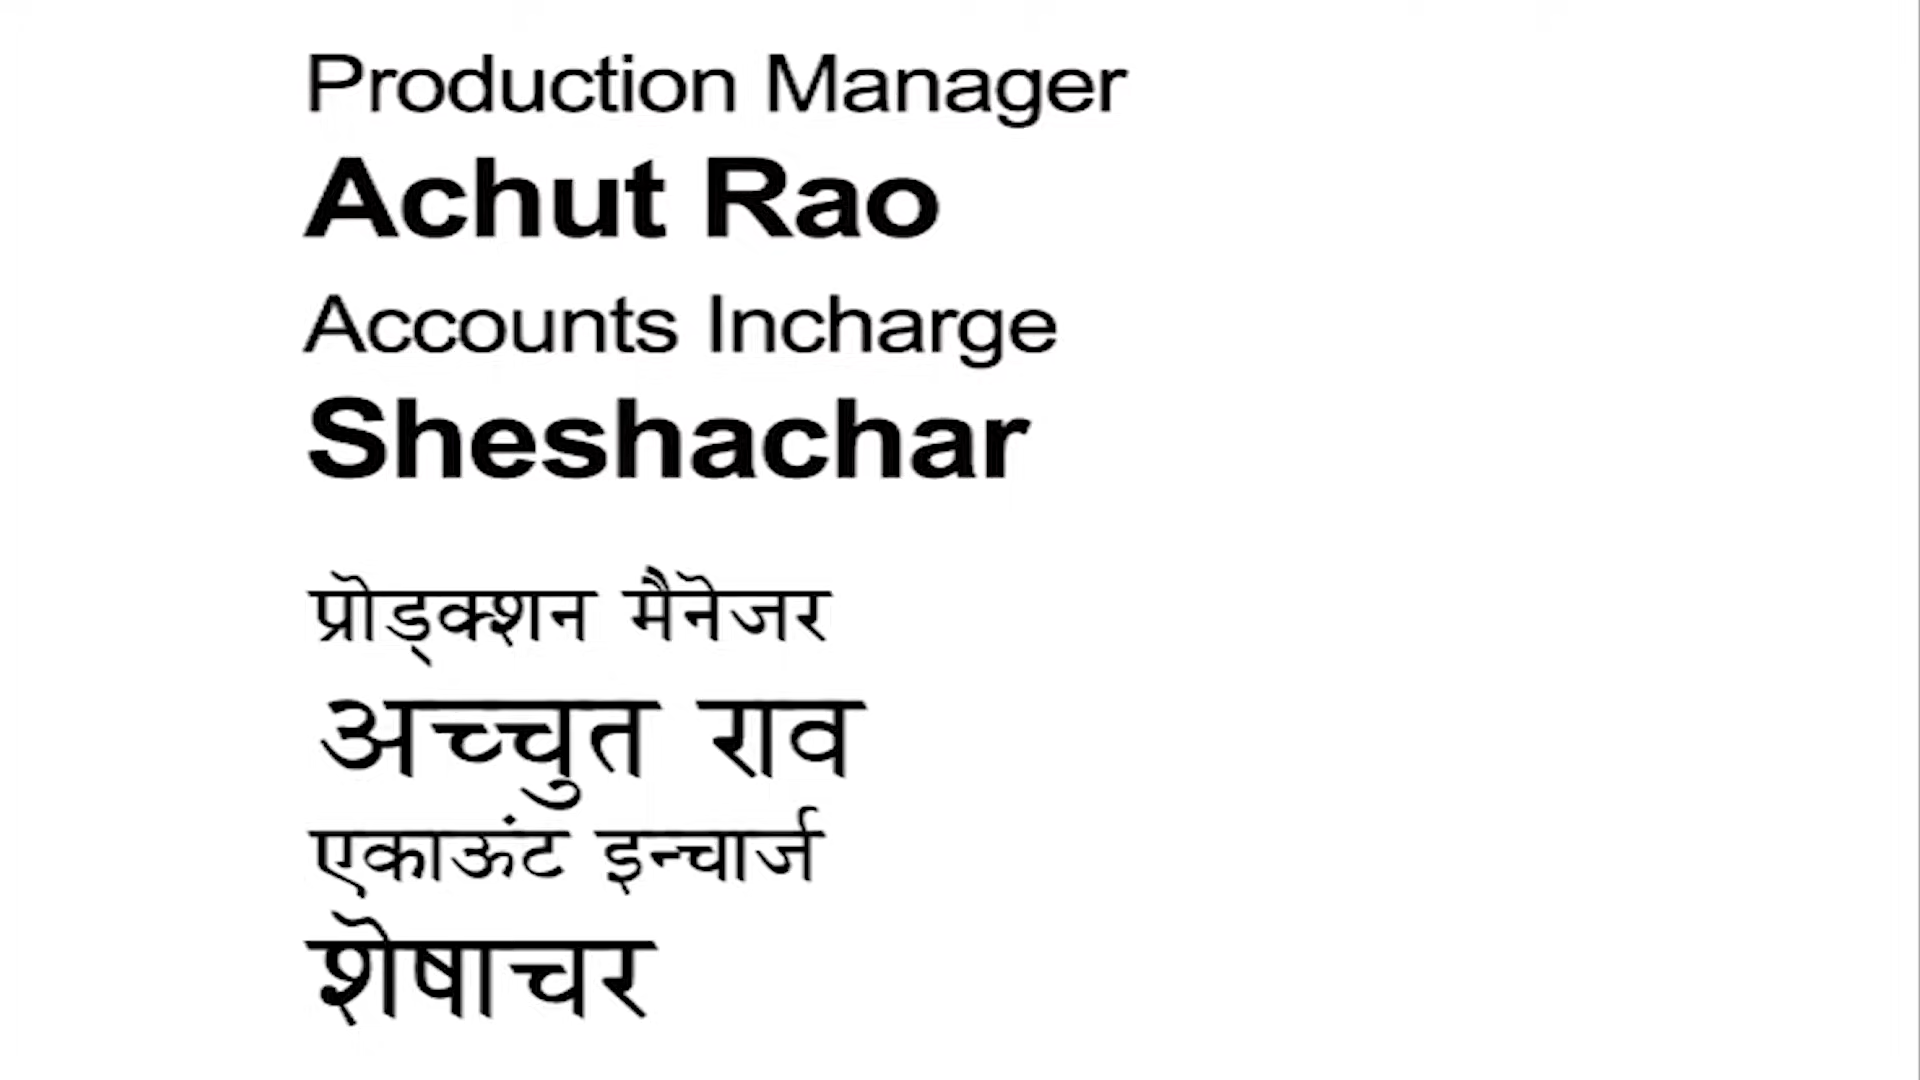 Production Manager
Achut Rao
Accounts Incharge
Sheshachar
प्रॊड्क्शन मैनॆजर
अच्चुत राव
एकाऊंट इन्चार्ज
शॆषाचर